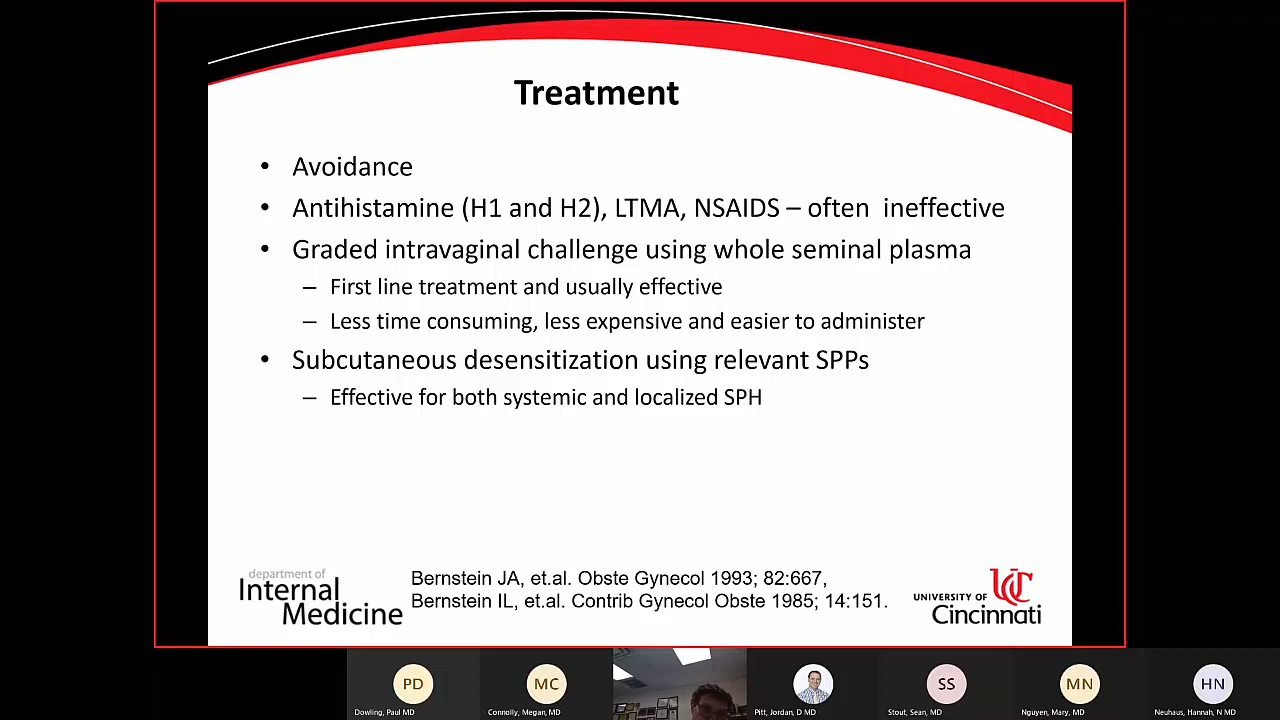 Treatment
• Avoidance
• Antihistamine (H1 and H2), LTMA, NSAIDS – often  ineffective
• Graded intravaginal challenge using whole seminal plasma
– First line treatment and usually effective
– Less time consuming, less expensive and easier to administer
• Subcutaneous desensitization using relevant SPPs
– Effective for both systemic and localized SPH
department of
Internal
Medicine
Bernstein JA, et.al. Obste Gynecol 1993; 82:667,
Bernstein IL, et.al. Contrib Gynecol Obste 1985; 14:151.
UC
UNIVERSITY OF
Cincinnati
PD
MC
SS
MN
HN
Dowling, Paul MD
Connolly, Megan, MD
Pitt, Jordan, D MD
Stout, Sean, MD
Nguyen, Mary, MD
Neuhaus, Hannah, N MD